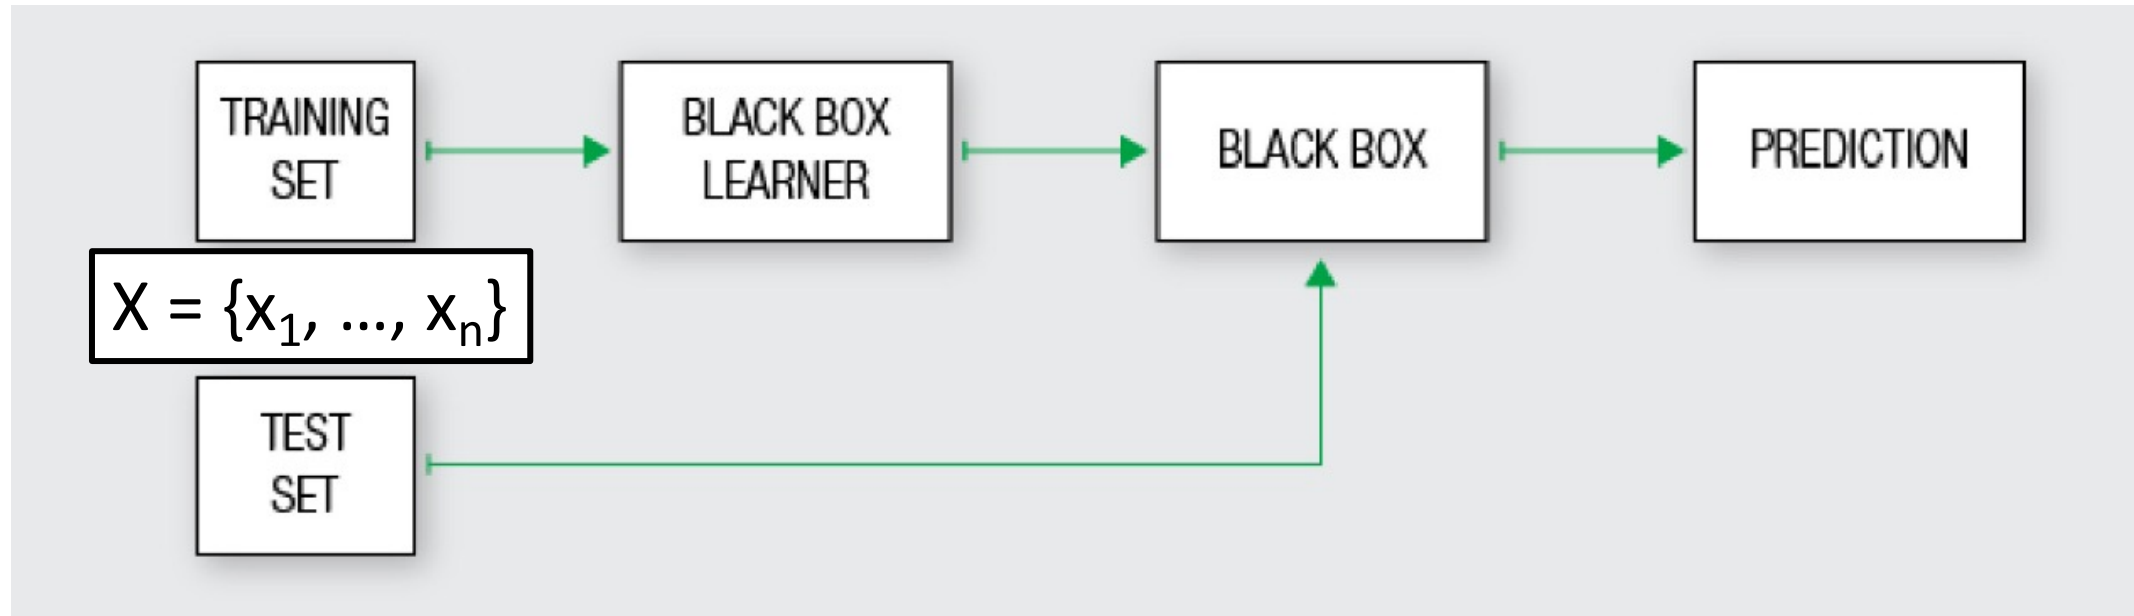 TRAINING
SET
BLACK BOX
LEARNER
BLACK BOX
PREDICTION
X = {x₁, ..., xₙ}
TEST
SET